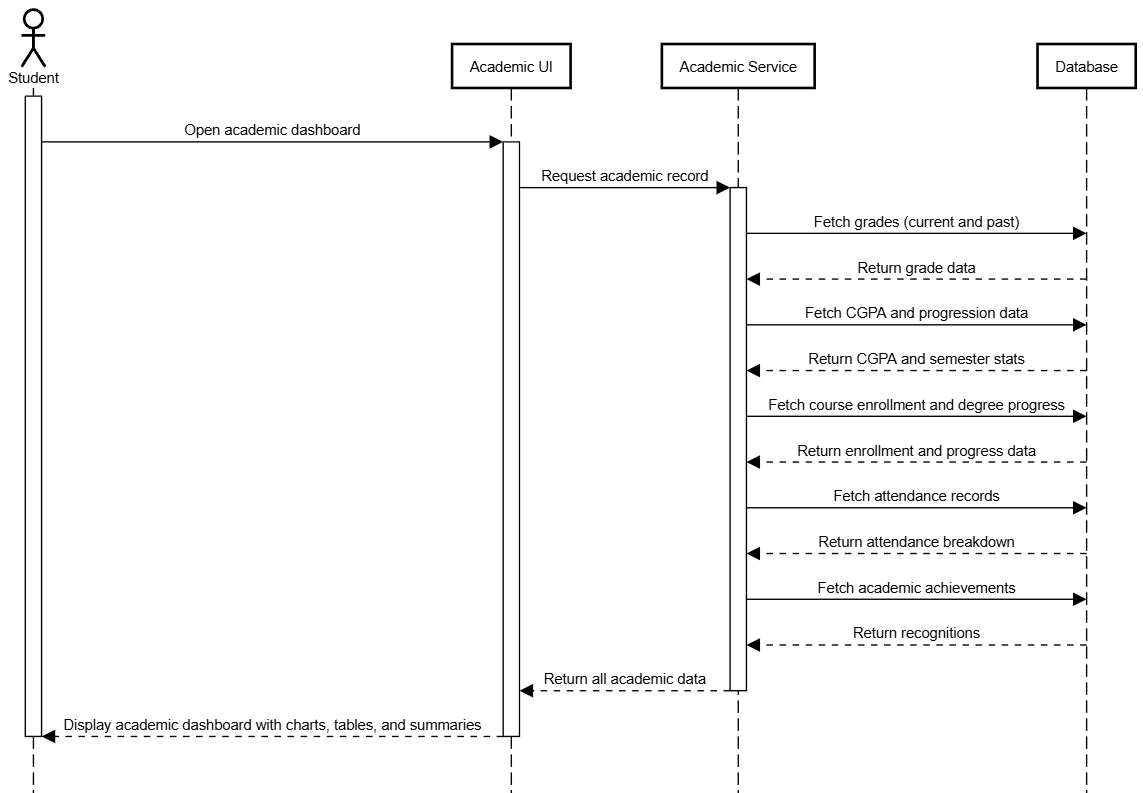 Student
Academic UI
Academic Service
Database
Open academic dashboard
Request academic record
Fetch grades (current and past)
Return grade data
Fetch CGPA and progression data
Return CGPA and semester stats
Fetch course enrollment and degree progress
Return enrollment and progress data
Fetch attendance records
Return attendance breakdown
Fetch academic achievements
Return recognitions
Return all academic data
Display academic dashboard with charts, tables, and summaries